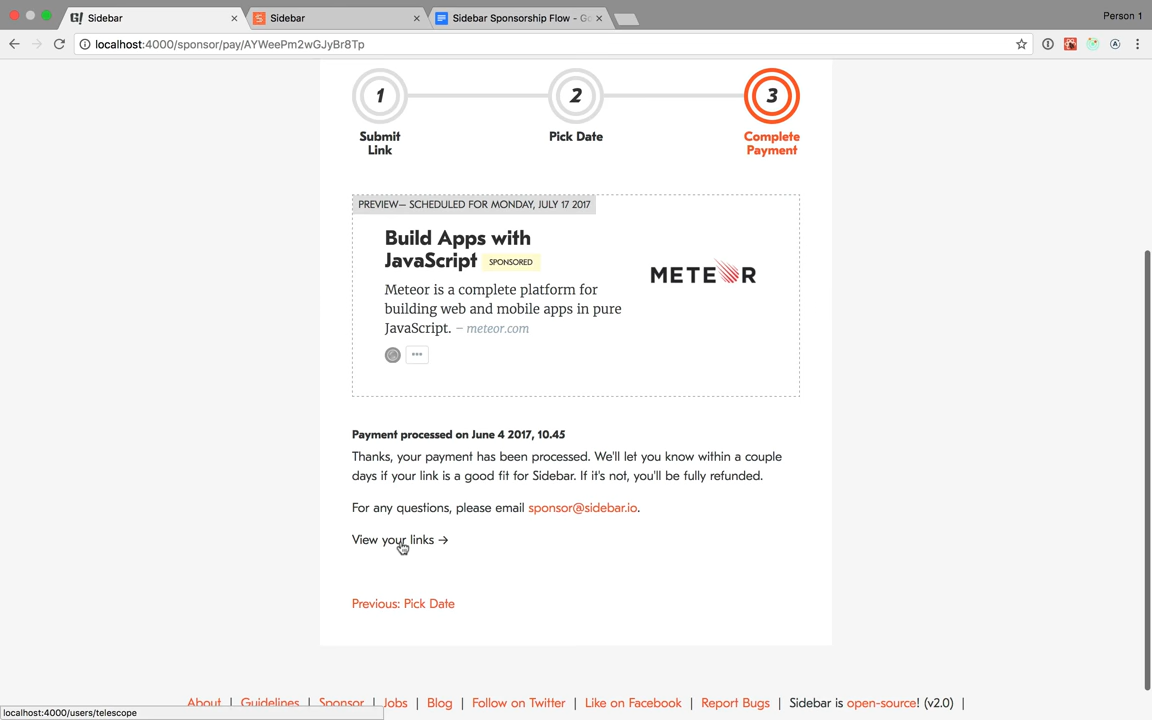 Sidebar
Sidebar
Sidebar Sponsorship Flow - Go
Person 1
localhost:4000/sponsor/pay/AYWeePm2wGJyBr8Tp
1
2
3
Submit
Link
Pick Date
Complete
Payment
PREVIEW– SCHEDULED FOR MONDAY, JULY 17 2017
Build Apps with
JavaScript SPONSORED
METEOR
Meteor is a complete platform for
building web and mobile apps in pure
JavaScript. – meteor.com
Payment processed on June 4 2017, 10.45
Thanks, your payment has been processed. We'll let you know within a couple
days if your link is a good fit for Sidebar. If it's not, you'll be fully refunded.
For any questions, please email sponsor@sidebar.io.
View your links →
Previous: Pick Date
About | Guidelines | Sponsor | Jobs | Blog | Follow on Twitter | Like on Facebook | Report Bugs | Sidebar is open-source! (v2.0) |
localhost:4000/users/telescope